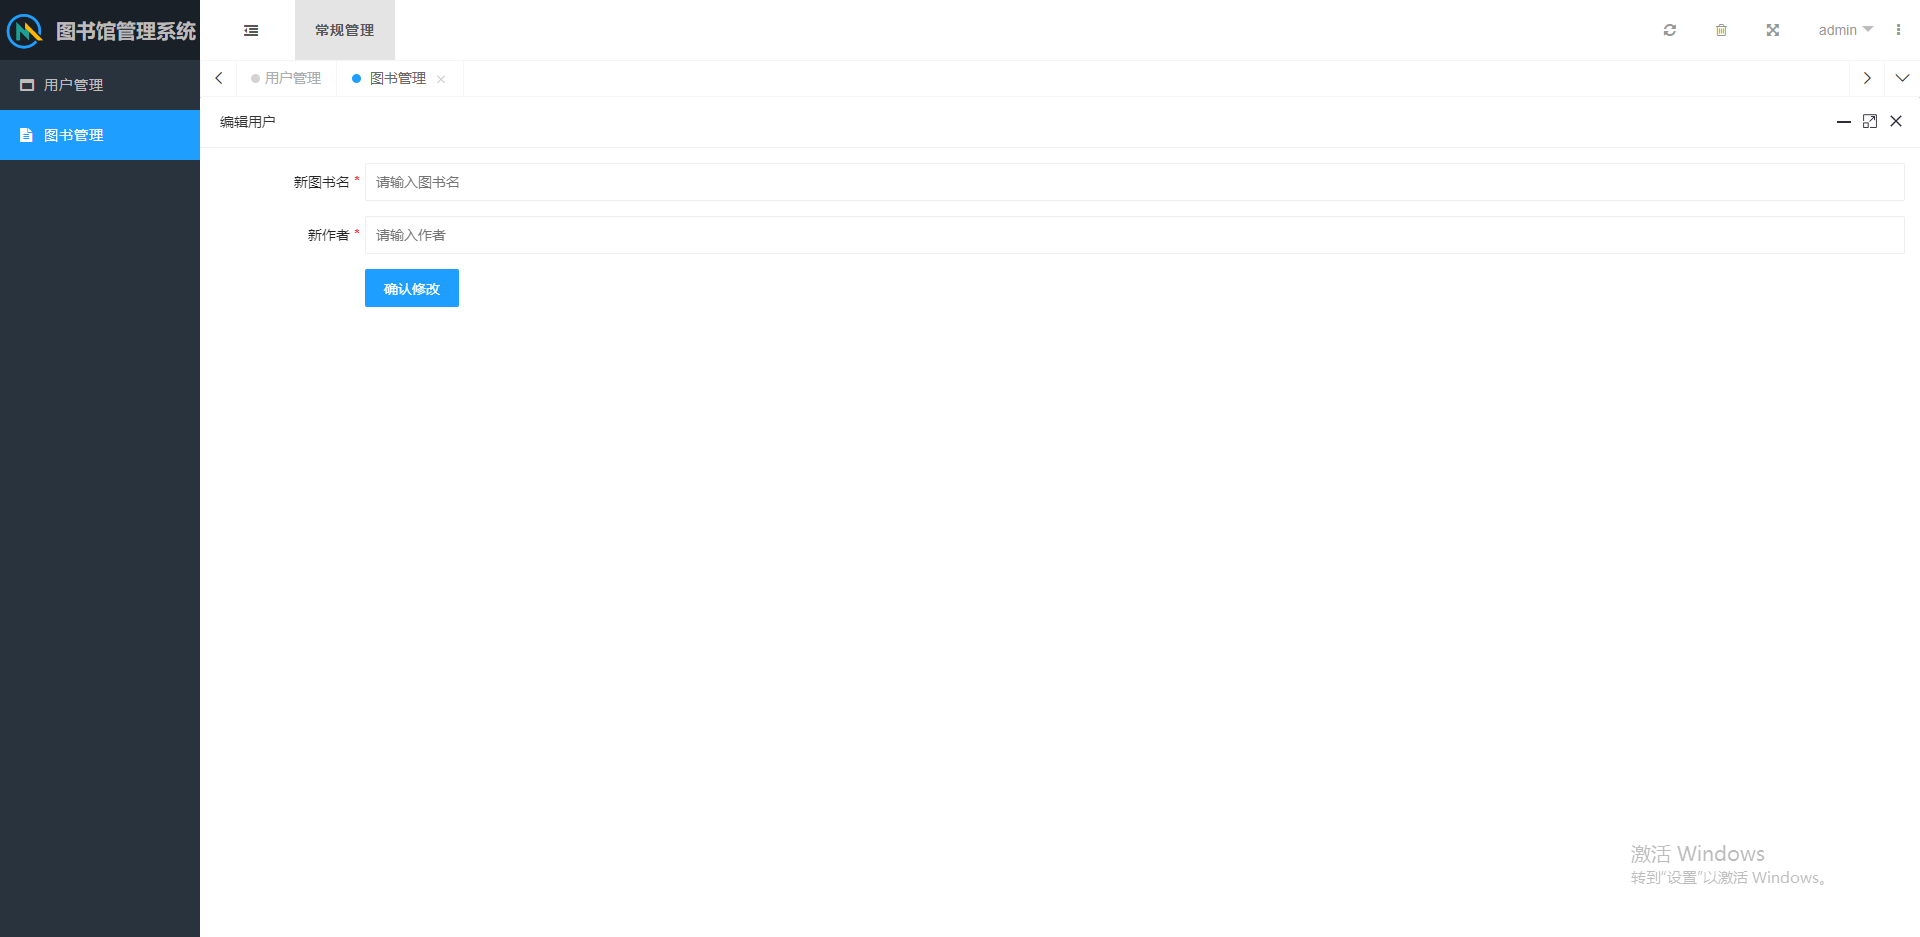 图书馆管理系统
常规管理
admin
用户管理
图书管理
用户管理
图书管理
编辑用户
新图书名 *
请输入图书名
新作者 *
请输入作者
确认修改
激活 Windows
转到“设置”以激活 Windows。